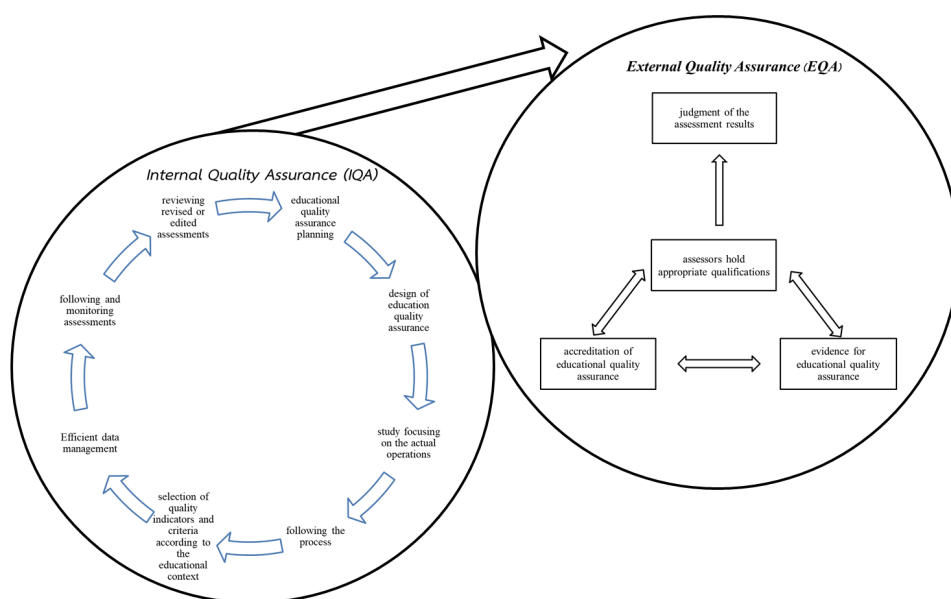 External Quality Assurance (EQA)
judgment of the
assessment results
assessors hold
appropriate qualifications
accreditation of
educational quality
assurance
evidence for
educational quality
assurance
Internal Quality Assurance (IQA)
reviewing
revised or
edited
assessments
educational
quality
assurance
planning
design of
education
quality
assurance
study focusing
on the actual
operations
following the
process
selection of
quality
indicators and
criteria
according to
the
educational
context
Efficient data
management
following and
monitoring
assessments